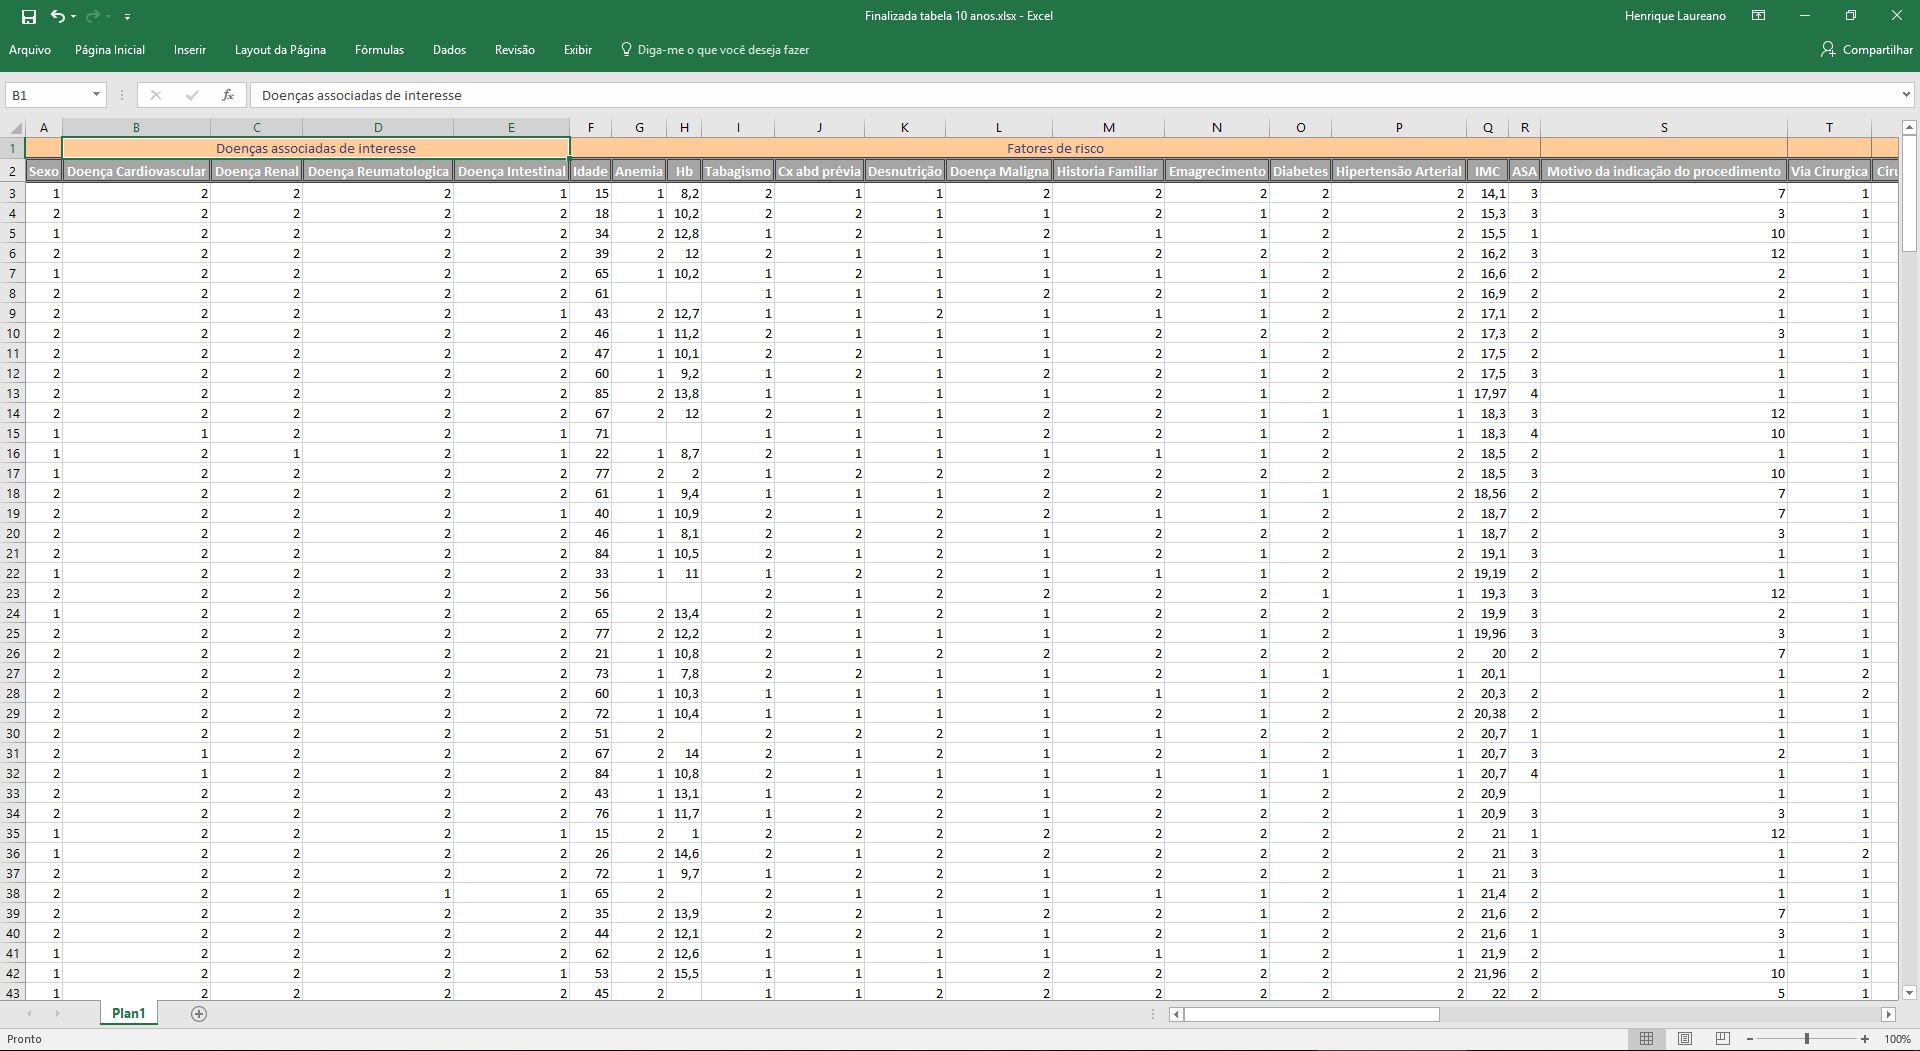 Finalizada tabela 10 anos.xlsx - Excel
Henrique Laureano
Arquivo Página Inicial Inserir Layout da Página Fórmulas Dados Revisão Exibir Diga-me o que você deseja fazer Compartilhar
B1 fx Doenças associadas de interesse
A B C D E F G H I J K L M N O P Q R S T
1 Doenças associadas de interesse Fatores de risco
2 Sexo Doença Cardiovascular Doença Renal Doença Reumatologica Doença Intestinal Idade Anemia Hb Tabagismo Cx abd prévia Desnutrição Doença Maligna Historia Familiar Emagrecimento Diabetes Hipertensão Arterial IMC ASA Motivo da indicação do procedimento Via Cirurgica
3 1 2 2 2 1 15 1 8,2 2 1 1 2 2 2 2 2 14,1 3 7 1
4 2 2 2 2 2 18 1 10,2 2 2 1 1 2 1 2 2 15,3 3 3 1
5 1 2 2 2 2 34 2 12,8 1 2 1 2 1 1 2 2 15,5 1 10 1
6 2 2 2 2 2 39 2 12 2 1 1 1 2 2 2 2 16,2 3 12 1
7 1 2 2 2 2 65 1 10,2 1 2 1 1 1 1 2 2 16,6 2 2 1
8 2 2 2 2 2 61 1 1 1 2 2 1 2 2 16,9 2 2 1
9 2 2 2 2 1 43 2 12,7 1 1 2 1 1 1 2 2 17,1 2 1 1
10 2 2 2 2 2 46 1 11,2 2 1 1 1 2 2 2 2 17,3 2 3 1
11 2 2 2 2 2 47 1 10,1 2 2 1 1 2 1 2 2 17,5 2 1 1
12 2 2 2 2 2 60 1 9,2 1 2 1 2 2 1 2 2 17,5 3 1 1
13 2 2 2 2 2 85 2 13,8 1 1 1 1 2 1 2 1 17,97 4 1 1
14 2 2 2 2 2 67 2 12 2 1 1 2 2 1 1 1 18,3 3 12 1
15 1 1 2 2 1 71 1 1 1 2 2 1 2 1 18,3 4 10 1
16 1 2 1 2 1 22 1 8,7 2 1 1 1 1 1 2 2 18,5 2 1 1
17 2 2 2 2 2 77 2 2 1 2 2 2 2 2 2 1 18,5 3 10 1
18 2 2 2 2 2 61 1 9,4 1 1 1 2 2 1 1 2 18,56 2 7 1
19 2 2 2 2 1 40 1 10,9 2 1 2 2 2 1 2 2 18,7 2 7 1
20 2 2 2 2 2 46 1 8,1 2 2 2 1 2 2 2 1 18,7 2 3 1
21 2 2 2 2 2 84 1 10,5 2 1 2 1 2 1 2 2 19,1 3 1 1
22 1 2 2 2 2 33 1 11 1 2 2 1 1 1 2 2 19,19 2 1 1
23 2 2 2 2 2 56 2 1 2 2 2 2 1 1 19,3 3 12 1
24 1 2 2 2 2 65 2 13,4 2 1 2 1 2 2 2 2 19,9 3 2 1
25 2 2 2 2 2 77 2 12,2 2 1 1 1 2 1 2 1 19,96 3 3 1
26 2 2 2 2 2 21 1 10,8 2 1 2 2 2 2 2 2 20 2 7 1
27 2 2 2 2 2 73 1 7,8 2 2 1 1 2 1 1 1 20,1 1 2
28 2 2 2 2 2 60 1 10,3 1 1 1 1 1 1 2 2 20,3 2 1 2
29 2 2 2 2 2 72 1 10,4 1 1 1 1 2 1 2 2 20,38 2 1 1
30 2 2 2 2 2 51 2 2 2 2 1 1 2 2 2 20,7 1 1 1
31 2 1 2 2 2 67 2 14 2 1 2 1 2 1 2 1 20,7 3 2 1
32 2 1 2 2 2 84 1 10,8 2 1 1 1 1 1 1 1 20,7 4 1 1
33 2 2 2 2 2 43 1 13,1 1 2 2 1 2 1 2 2 20,9 1 1
34 2 2 2 2 2 76 1 11,7 1 2 2 1 2 2 2 1 20,9 3 3 1
35 1 2 2 2 1 15 2 1 2 2 2 2 2 2 2 2 21 1 12 1
36 1 2 2 2 2 26 2 14,6 2 1 2 2 2 2 2 2 21 3 1 2
37 2 2 2 2 2 72 1 9,7 1 2 2 1 2 2 2 1 21 3 1 1
38 2 2 2 1 1 65 2 2 1 2 1 1 2 2 1 21,4 2 1 1
39 2 2 2 2 2 35 2 13,9 2 2 1 2 2 1 2 2 21,6 2 7 1
40 2 2 2 2 2 44 2 12,1 2 2 2 1 2 1 2 2 21,6 1 3 1
41 1 2 2 2 2 62 2 12,6 1 1 1 1 1 1 2 1 21,9 2 1 1
42 1 2 2 2 1 53 2 15,5 1 1 1 2 2 2 2 2 21,96 2 10 1
43 1 2 2 2 2 45 2 1 1 2 2 2 2 2 2 22 2 5 1
Plan1
Pronto
100%